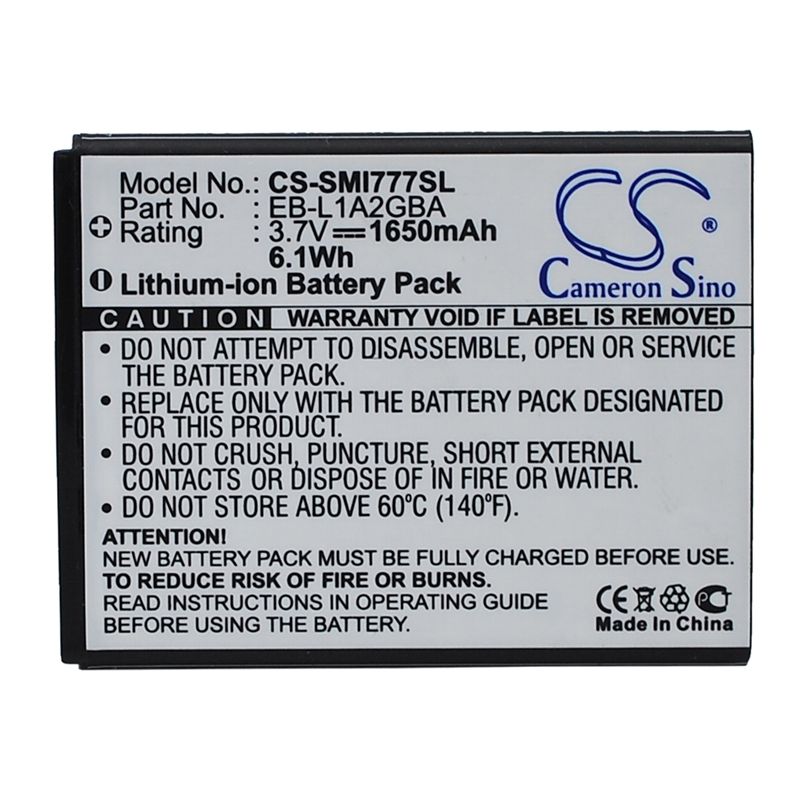 Model No.: CS-SMI777SL
Part No. : EB-L1A2GBA
Rating : 3.7V⎓1650mAh
6.1Wh
Lithium-ion Battery Pack
CS ®
Cameron Sino
CAUTION WARRANTY VOID IF LABEL IS REMOVED
• DO NOT ATTEMPT TO DISASSEMBLE, OPEN OR SERVICE
THE BATTERY PACK.
• REPLACE ONLY WITH THE BATTERY PACK DESIGNATED
FOR THIS PRODUCT.
• DO NOT CRUSH, PUNCTURE, SHORT EXTERNAL
CONTACTS OR DISPOSE OF IN FIRE OR WATER.
• DO NOT STORE ABOVE 60°C (140°F).
ATTENTION:
NEW BATTERY PACK MUST BE FULLY CHARGED BEFORE USE.
TO REDUCE RISK OF FIRE OR BURNS.
READ INSTRUCTIONS IN OPERATING GUIDE
BEFORE USING THE BATTERY.
CE
Made In China